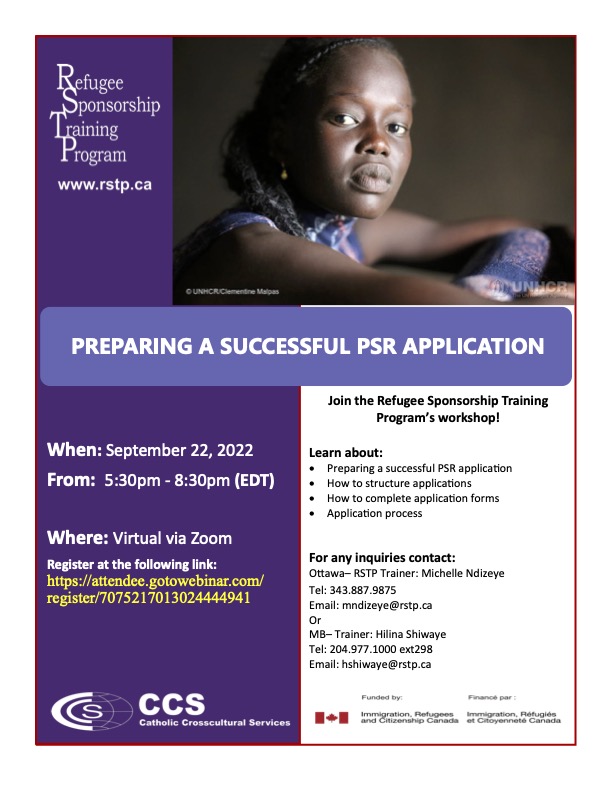 Refugee
Sponsorship
Training
Program
www.rstp.ca
© UNHCR/Clementine Malpas
UNHCR
PREPARING A SUCCESSFUL PSR APPLICATION
When: September 22, 2022
From: 5:30pm - 8:30pm (EDT)
Where: Virtual via Zoom
Register at the following link:
https://attendee.gotowebinar.com/
register/7075217013024444941
CCS
Catholic Crosscultural Services
Join the Refugee Sponsorship Training
Program’s workshop!
Learn about:
• Preparing a successful PSR application
• How to structure applications
• How to complete application forms
• Application process
For any inquiries contact:
Ottawa– RSTP Trainer: Michelle Ndizeye
Tel: 343.887.9875
Email: mndizeye@rstp.ca
Or
MB– Trainer: Hilina Shiwaye
Tel: 204.977.1000 ext298
Email: hshiwaye@rstp.ca
Funded by:
Immigration, Refugees
and Citizenship Canada
Financé par :
Immigration, Réfugiés
et Citoyenneté Canada